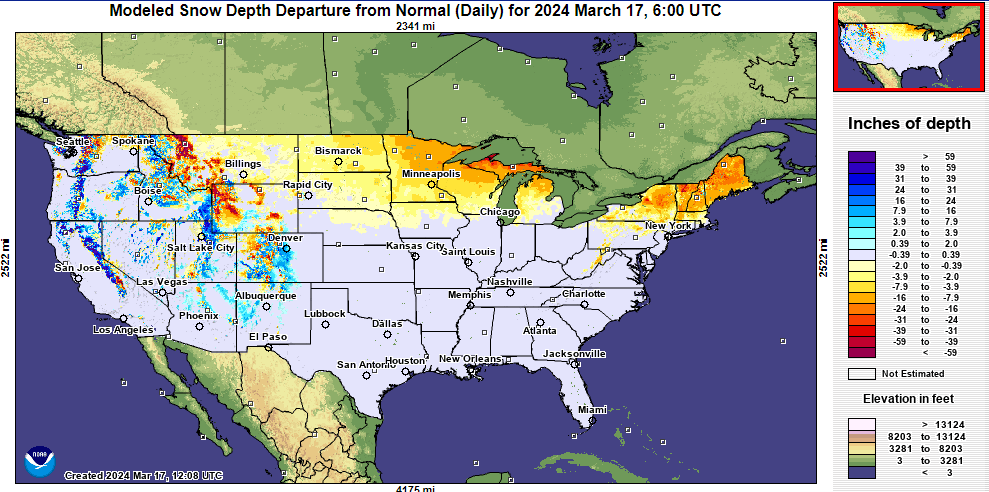 Modeled Snow Depth Departure from Normal (Daily) for 2024 March 17, 6:00 UTC
2341 mi
2522 mi
Seattle
Spokane
Billings
Bismarck
Minneapolis
Rapid City
Boise
Chicago
New York
Salt Lake City
Denver
Kansas City
Saint Louis
San Jose
Las Vegas
Nashville
Albuquerque
Memphis
Charlotte
Phoenix
Lubbock
Los Angeles
Dallas
Atlanta
El Paso
Jacksonville
San Antonio
Houston
New Orleans
Miami
NOAA
Created 2024 Mar 17, 12:08 UTC
2522 mi
4175 mi
Inches of depth
> 59
39 to 59
31 to 39
24 to 31
16 to 24
7.9 to 16
3.9 to 7.9
2.0 to 3.9
0.39 to 2.0
-0.39 to 0.39
-2.0 to -0.39
-3.9 to -2.0
-7.9 to -3.9
-16 to -7.9
-24 to -16
-31 to -24
-39 to -31
-59 to -39
< -59
Not Estimated
Elevation in feet
> 13124
8203 to 13124
3281 to 8203
3 to 3281
< 3